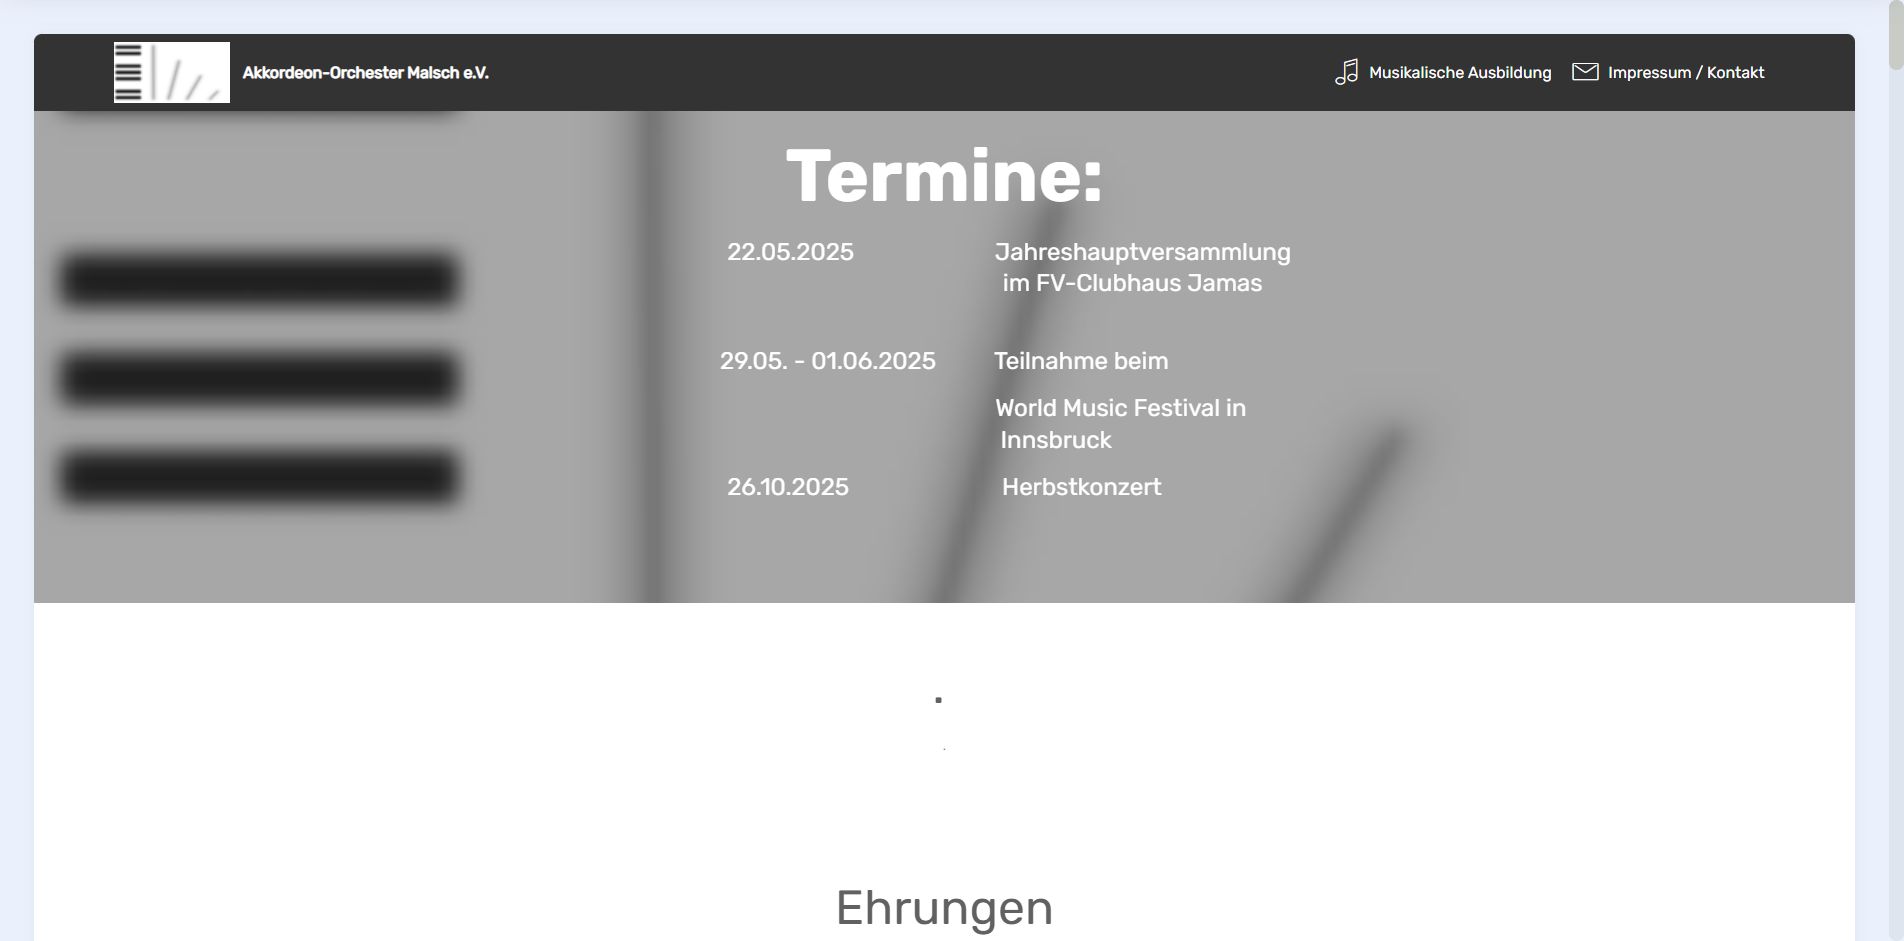 Akkordeon-Orchester Malsch e.V.
Musikalische Ausbildung
Impressum / Kontakt
Termine:
22.05.2025 Jahreshauptversammlung
im FV-Clubhaus Jamas
29.05. - 01.06.2025 Teilnahme beim
World Music Festival in
Innsbruck
26.10.2025 Herbstkonzert
.
.
Ehrungen